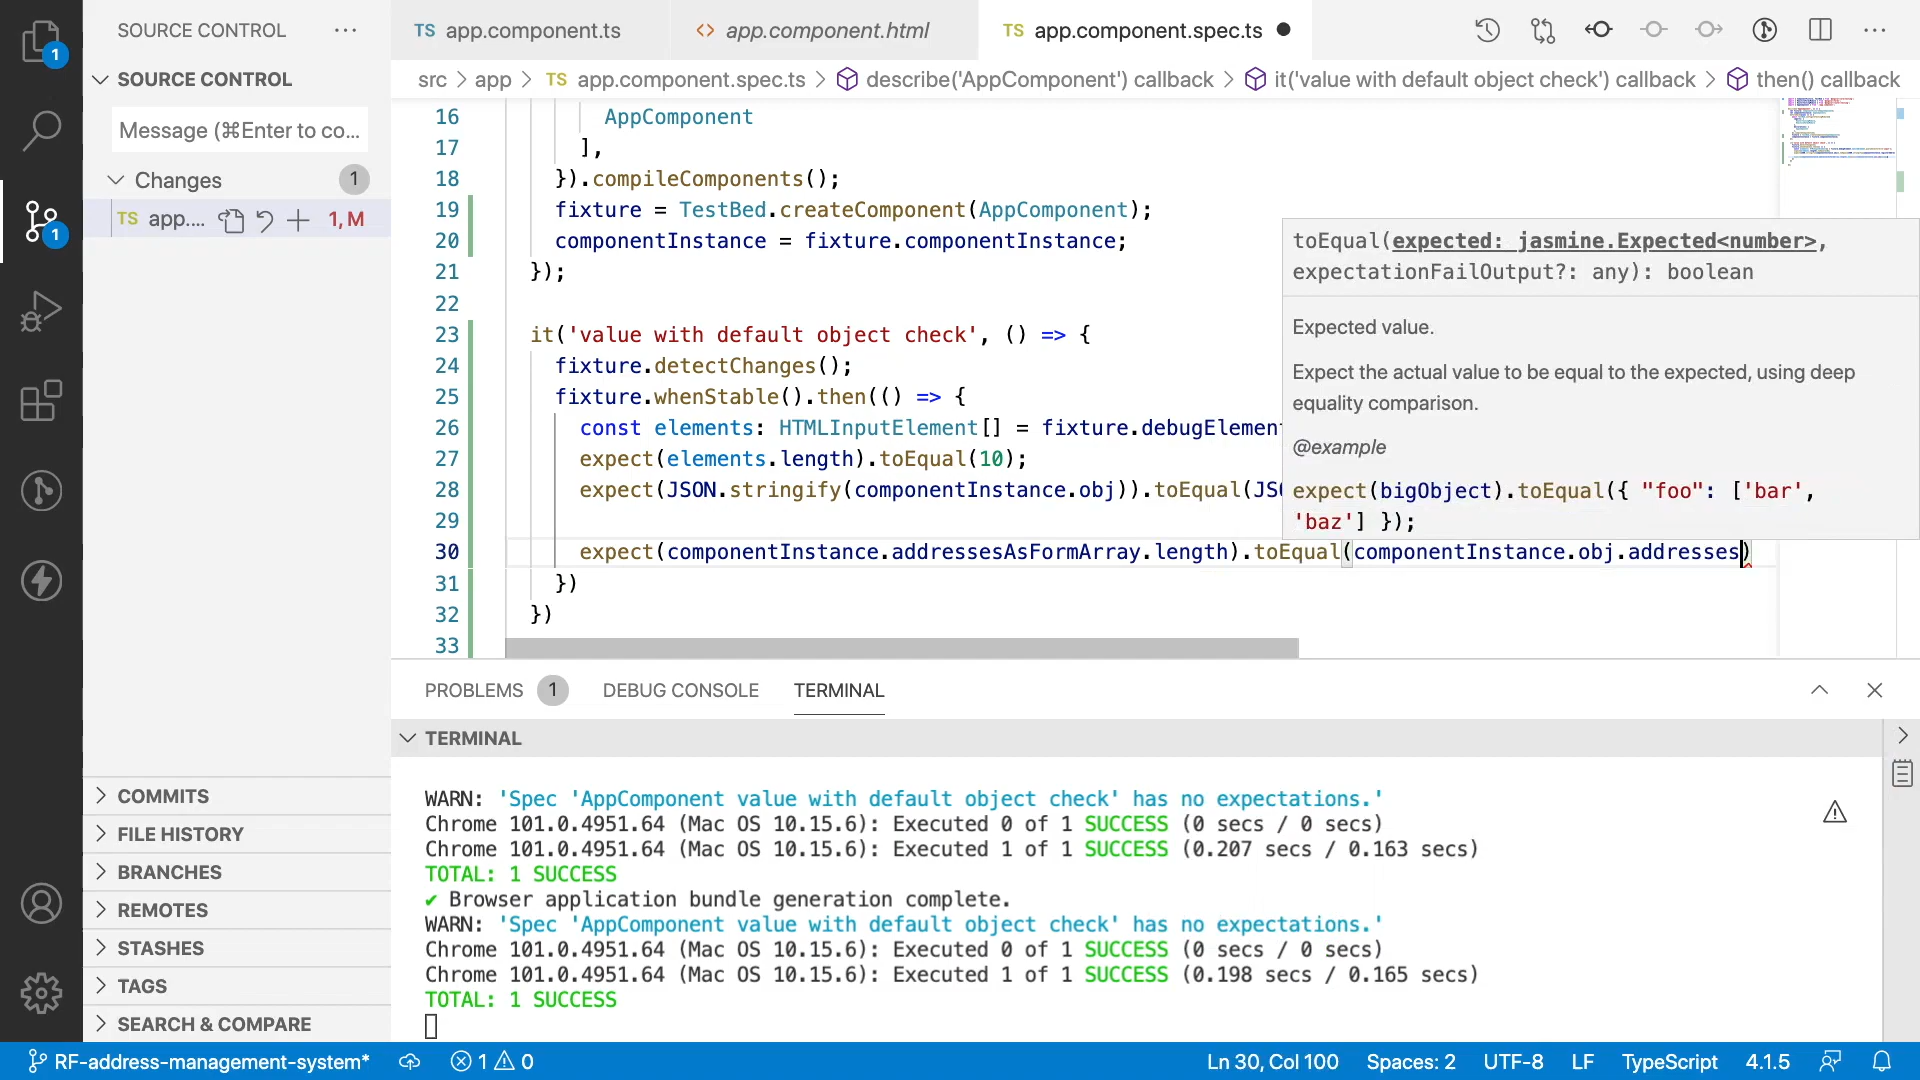 SOURCE CONTROL
SOURCE CONTROL
Message (⌘Enter to co...
Changes
1
TS app.... 1, M
1
1
COMMITS
FILE HISTORY
BRANCHES
REMOTES
STASHES
TAGS
SEARCH & COMPARE
TS app.component.ts
<> app.component.html
TS app.component.spec.ts
src > app > TS app.component.spec.ts > describe('AppComponent') callback > it('value with default object check') callback > then() callback
16 AppComponent
17 ],
18 }).compileComponents();
19 fixture = TestBed.createComponent(AppComponent);
20 componentInstance = fixture.componentInstance;
21 });
22
23 it('value with default object check', () => {
24 fixture.detectChanges();
25 fixture.whenStable().then(() => {
26 const elements: HTMLInputElement[] = fixture.debugElemen
27 expect(elements.length).toEqual(10);
28 expect(JSON.stringify(componentInstance.obj)).toEqual(JSO
29
30 expect(componentInstance.addressesAsFormArray.length).toEqual(componentInstance.obj.addresses)
31 })
32 })
33
toEqual(expected: jasmine.Expected<number>,
expectationFailOutput?: any): boolean
Expected value.
Expect the actual value to be equal to the expected, using deep
equality comparison.
@example
expect(bigObject).toEqual({ "foo": ['bar',
'baz'] });
PROBLEMS 1 DEBUG CONSOLE TERMINAL
TERMINAL
WARN: 'Spec 'AppComponent value with default object check' has no expectations.'
Chrome 101.0.4951.64 (Mac OS 10.15.6): Executed 0 of 1 SUCCESS (0 secs / 0 secs)
Chrome 101.0.4951.64 (Mac OS 10.15.6): Executed 1 of 1 SUCCESS (0.207 secs / 0.163 secs)
TOTAL: 1 SUCCESS
✔ Browser application bundle generation complete.
WARN: 'Spec 'AppComponent value with default object check' has no expectations.'
Chrome 101.0.4951.64 (Mac OS 10.15.6): Executed 0 of 1 SUCCESS (0 secs / 0 secs)
Chrome 101.0.4951.64 (Mac OS 10.15.6): Executed 1 of 1 SUCCESS (0.198 secs / 0.165 secs)
TOTAL: 1 SUCCESS
RF-address-management-system* 1 0 Ln 30, Col 100 Spaces: 2 UTF-8 LF TypeScript 4.1.5